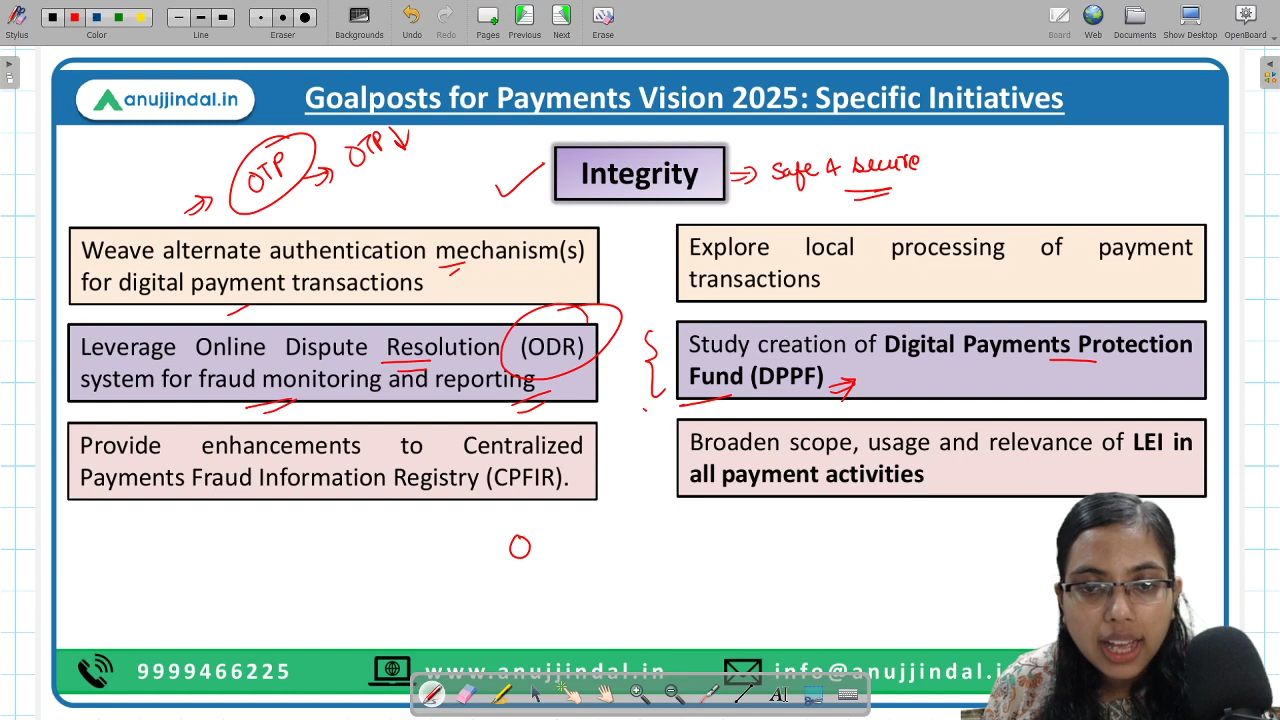 Stylus
Color
Line
Eraser
Backgrounds
Undo
Redo
Pages
Previous
Next
Erase
Board
Web
Documents
Show Desktop
OpenBoard
anujjindal.in
Goalposts for Payments Vision 2025: Specific Initiatives
OTP
OTP
Integrity
Safe & Secure
Weave alternate authentication mechanism(s)
for digital payment transactions
Explore local processing of payment
transactions
Leverage Online Dispute Resolution (ODR)
system for fraud monitoring and reporting
Study creation of Digital Payments Protection
Fund (DPPF)
Provide enhancements to Centralized
Payments Fraud Information Registry (CPFIR).
Broaden scope, usage and relevance of LEI in
all payment activities
9999466225
www.anujjindal.in
info@anujjindal.i
AI